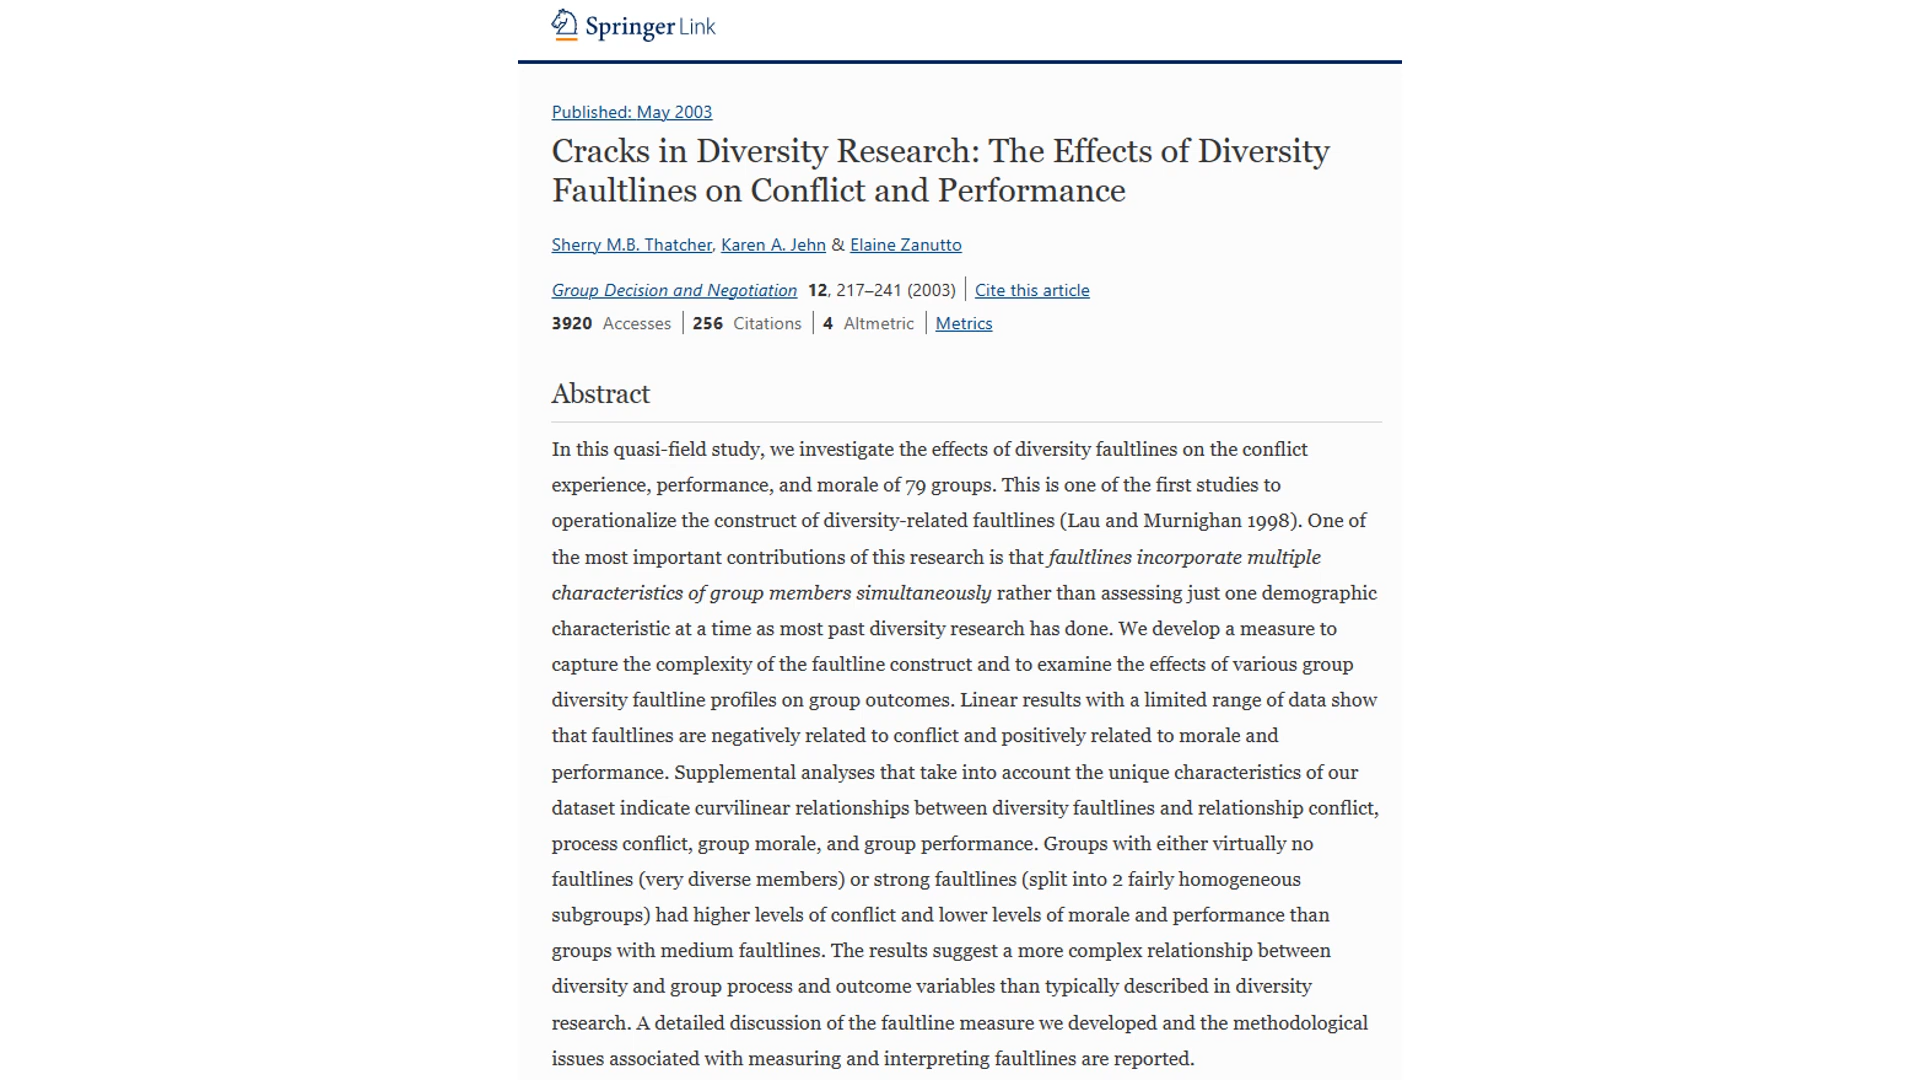 Springer Link
Published: May 2003
Cracks in Diversity Research: The Effects of Diversity
Faultlines on Conflict and Performance
Sherry M.B. Thatcher, Karen A. Jehn & Elaine Zanutto
Group Decision and Negotiation 12, 217–241 (2003) Cite this article
3920 Accesses 256 Citations 4 Altmetric Metrics
Abstract
In this quasi-field study, we investigate the effects of diversity faultlines on the conflict
experience, performance, and morale of 79 groups. This is one of the first studies to
operationalize the construct of diversity-related faultlines (Lau and Murnighan 1998). One of
the most important contributions of this research is that faultlines incorporate multiple
characteristics of group members simultaneously rather than assessing just one demographic
characteristic at a time as most past diversity research has done. We develop a measure to
capture the complexity of the faultline construct and to examine the effects of various group
diversity faultline profiles on group outcomes. Linear results with a limited range of data show
that faultlines are negatively related to conflict and positively related to morale and
performance. Supplemental analyses that take into account the unique characteristics of our
dataset indicate curvilinear relationships between diversity faultlines and relationship conflict,
process conflict, group morale, and group performance. Groups with either virtually no
faultlines (very diverse members) or strong faultlines (split into 2 fairly homogeneous
subgroups) had higher levels of conflict and lower levels of morale and performance than
groups with medium faultlines. The results suggest a more complex relationship between
diversity and group process and outcome variables than typically described in diversity
research. A detailed discussion of the faultline measure we developed and the methodological
issues associated with measuring and interpreting faultlines are reported.